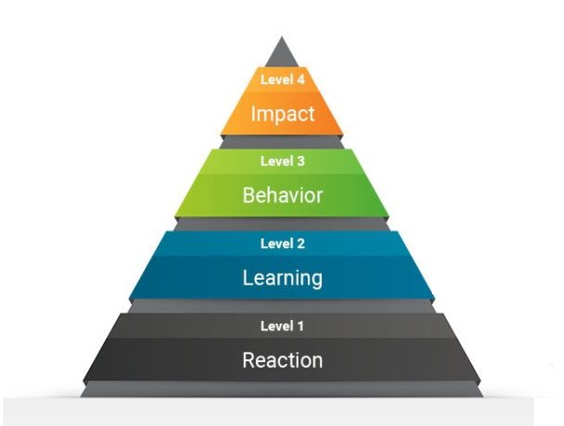 Level 4
Impact
Level 3
Behavior
Level 2
Learning
Level 1
Reaction